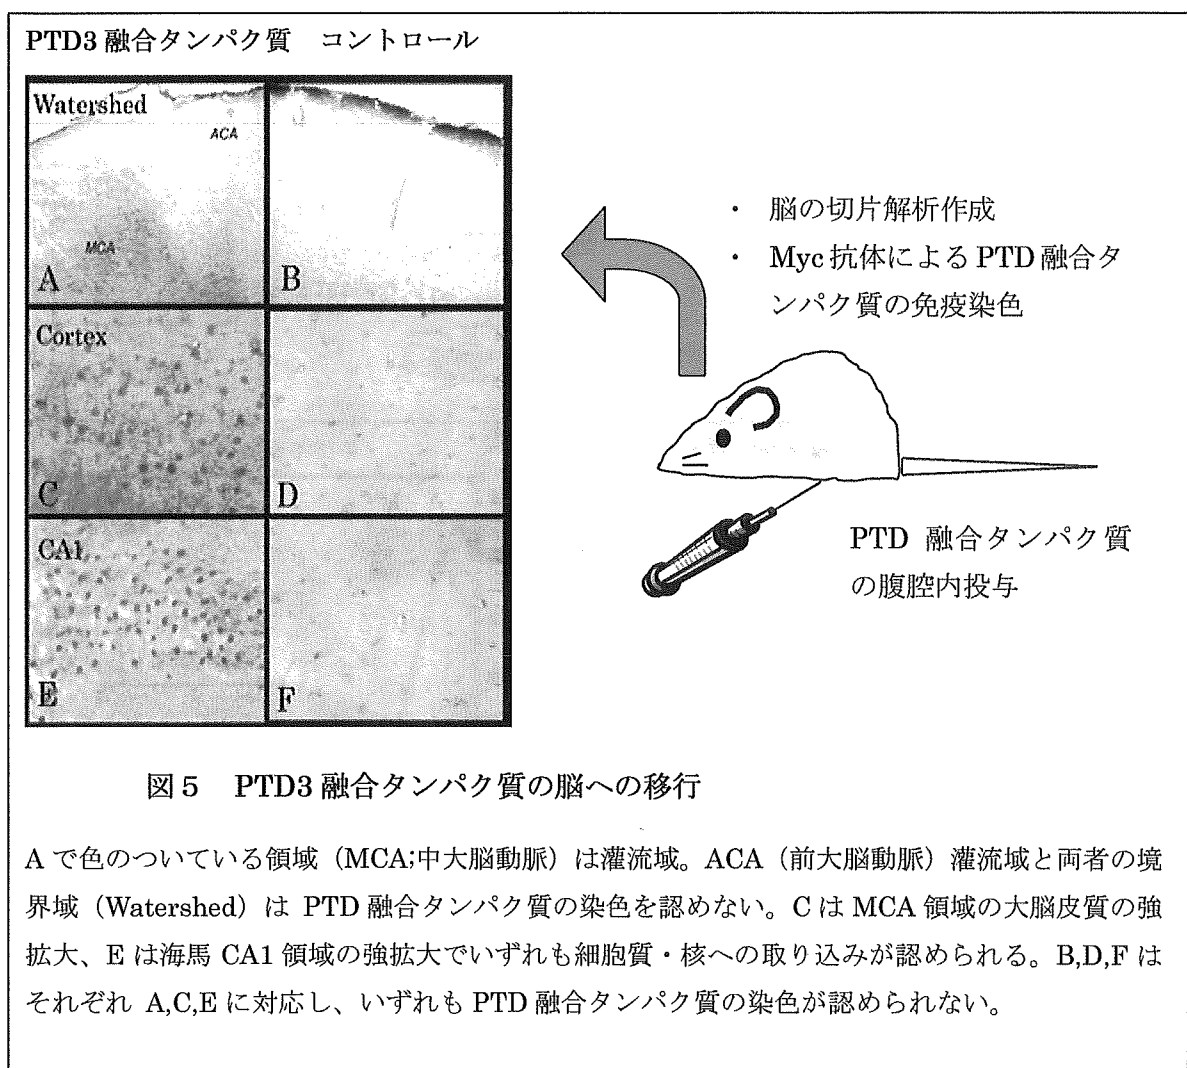 PTD3 融合タンパク質　コントロール
Watershed
ACA
MCA
A
B
Cortex
C
D
CA1
E
F
・　脳の切片解析作成
・　Myc 抗体による PTD 融合タ
ンパク質の免疫染色
PTD 融合タンパク質
の腹腔内投与
図５　PTD3 融合タンパク質の脳への移行
A で色のついている領域（MCA;中大脳動脈）は灌流域。ACA（前大脳動脈）灌流域と両者の境
界域（Watershed）は PTD 融合タンパク質の染色を認めない。C は MCA 領域の大脳皮質の強
拡大、E は海馬 CA1 領域の強拡大でいずれも細胞質・核への取り込みが認められる。B,D,F は
それぞれ A,C,E に対応し、いずれも PTD 融合タンパク質の染色が認められない。